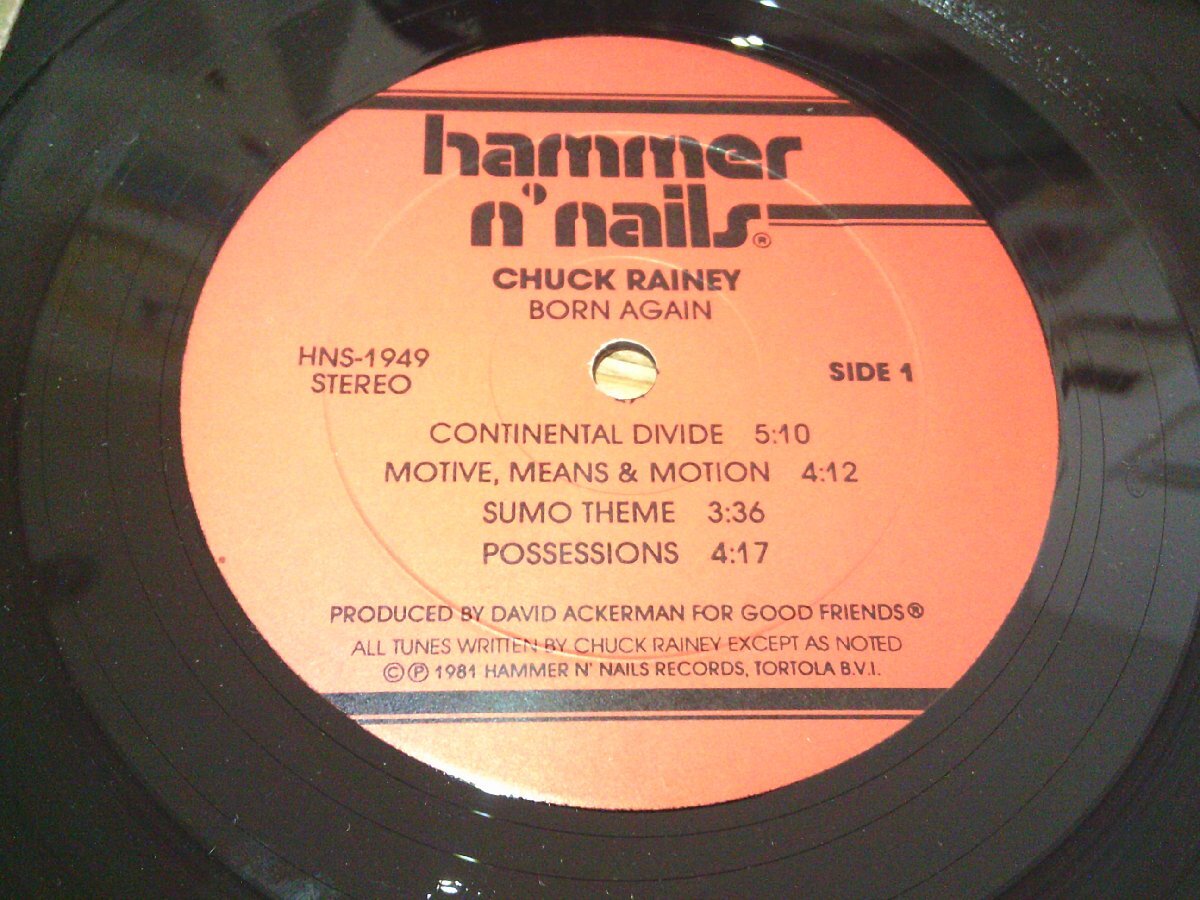 hammer
n' nails®
CHUCK RAINEY
BORN AGAIN
HNS-1949
STEREO
SIDE 1
CONTINENTAL DIVIDE 5:10
MOTIVE, MEANS & MOTION 4:12
SUMO THEME 3:36
POSSESSIONS 4:17
PRODUCED BY DAVID ACKERMAN FOR GOOD FRIENDS®
ALL TUNES WRITTEN BY CHUCK RAINEY EXCEPT AS NOTED
©℗ 1981 HAMMER N' NAILS RECORDS, TORTOLA B.V.I.